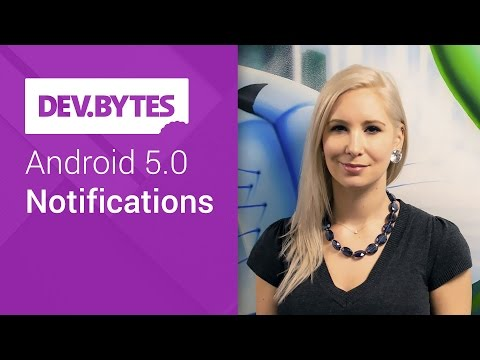 DEV.BYTES
Android 5.0
Notifications